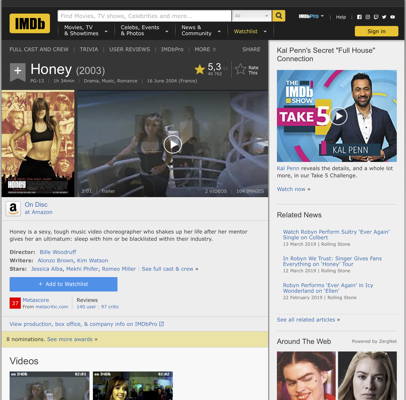 IMDb
Find Movies, TV shows, Celebrities and more...
All
IMDbPro | Help
Movies, TV
& Showtimes
Celebs, Events
& Photos
News &
Community
Watchlist
Sign in
FULL CAST AND CREW | TRIVIA | USER REVIEWS | IMDbPro | MORE
SHARE
Honey (2003)
PG-13 | 1h 34min | Drama, Music, Romance | 16 June 2004 (France)
5,3
Rate
This
HONEY
2:01 | Trailer
2 VIDEOS | 104 IMAGES
On Disc
at Amazon
Honey is a sexy, tough music video choreographer who shakes up her life after her mentor
gives her an ultimatum: sleep with him or be blacklisted within their industry.
Director: Bille Woodruff
Writers: Alonzo Brown, Kim Watson
Stars: Jessica Alba, Mekhi Phifer, Romeo Miller | See full cast & crew »
+ Add to Watchlist
37
Metascore
From metacritic.com
Reviews
140 user | 97 critic
View production, box office, & company info on IMDbPro
8 nominations. See more awards »
Videos
02:01
02:02
Kal Penn's Secret "Full House"
Connection
THE
IMDb
SHOW
TAKE 5
KAL PENN
Kal Penn reveals the details, and a whole lot
more, in our Take 5 Challenge.
Watch now »
Related News
Watch Robyn Perform Sultry 'Ever Again'
Single on Colbert
13 March 2019 | Rolling Stone
In Robyn We Trust: Singer Gives Fans
Everything on 'Honey' Tour
12 March 2019 | Rolling Stone
Robyn Performs 'Ever Again' in Icy
Wonderland on 'Ellen'
22 February 2019 | Rolling Stone
See all related articles »
Around The Web
Powered by Zergnet